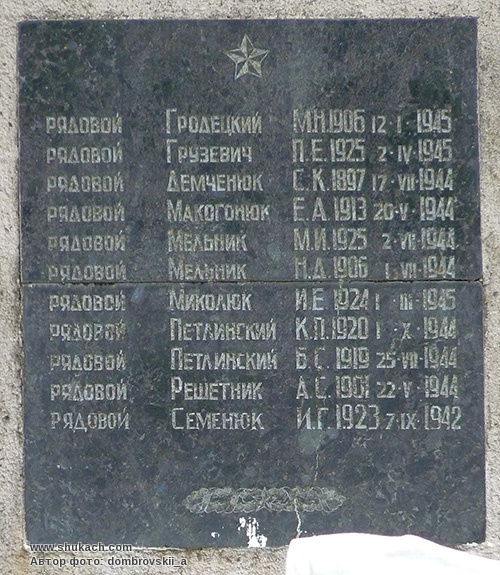 РЯДОВОЙ ГРОДЕЦКИЙ М.Н. 1906 12·I·1945
РЯДОВОЙ ГРУЗЕВИЧ П.Е. 1925 2·IV·1945
РЯДОВОЙ ДЕМЧЕНЮК С.К. 1897 17·VII·1944
РЯДОВОЙ МАКОГОНЮК Е.А. 1913 20·V·1944
РЯДОВОЙ МЕЛЬНИК М.И. 1925 2·VII·1944
РЯДОВОЙ МЕЛЬНИК Н.Д. 1906 1·VII·1944
РЯДОВОЙ МИКОЛЮК И.Е. 1924 1·III·1945
РЯДОВОЙ ПЕТЛИНСКИЙ К.П. 1920 1·X·1944
РЯДОВОЙ ПЕТЛИНСКИЙ Б.С. 1919 25·VII·1944
РЯДОВОЙ РЕШЕТНИК А.С. 1901 22·V·1944
РЯДОВОЙ СЕМЕНЮК И.Г. 1923 7·IX·1942
www.shukach.com
Автор фото: dombrovskii_a